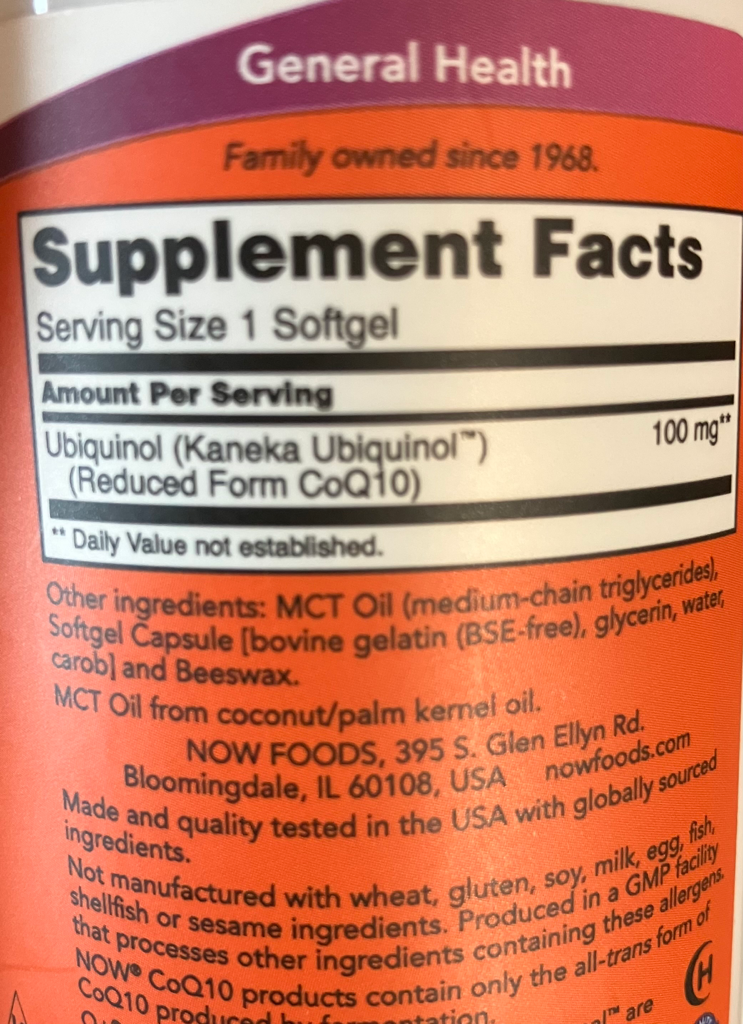 General Health
Family owned since 1968.
Supplement Facts
Serving Size 1 Softgel
Amount Per Serving
Ubiquinol (Kaneka Ubiquinol™) 100 mg**
(Reduced Form CoQ10)
** Daily Value not established.
Other ingredients: MCT Oil (medium-chain triglycerides),
Softgel Capsule [bovine gelatin (BSE-free), glycerin, water,
carob] and Beeswax.
MCT Oil from coconut/palm kernel oil.
NOW FOODS, 395 S. Glen Ellyn Rd.
Bloomingdale, IL 60108, USA nowfoods.com
Made and quality tested in the USA with globally sourced
ingredients.
Not manufactured with wheat, gluten, soy, milk, egg, fish,
shellfish or sesame ingredients. Produced in a GMP facility
that processes other ingredients containing these allergens.
NOW® CoQ10 products contain only the all-trans form of
CoQ10 produced by fermentation.
are
H